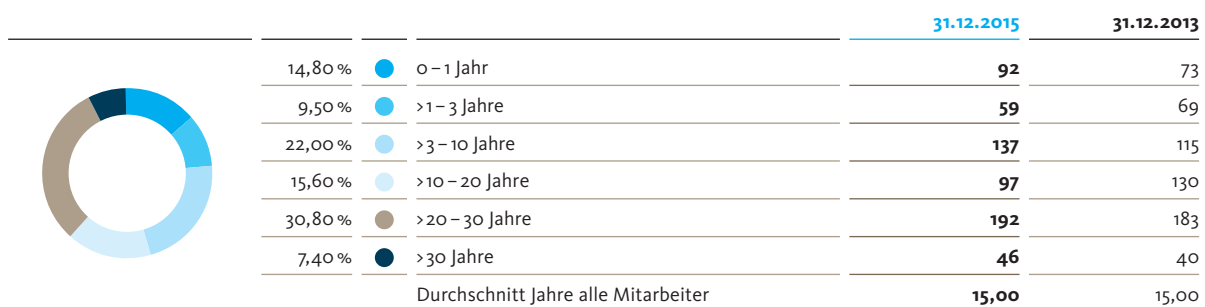 31.12.2015 31.12.2013
14,80 % 0 – 1 Jahr 92 73
9,50 % >1 – 3 Jahre 59 69
22,00 % >3 – 10 Jahre 137 115
15,60 % >10 – 20 Jahre 97 130
30,80 % >20 – 30 Jahre 192 183
7,40 % >30 Jahre 46 40
Durchschnitt Jahre alle Mitarbeiter 15,00 15,00